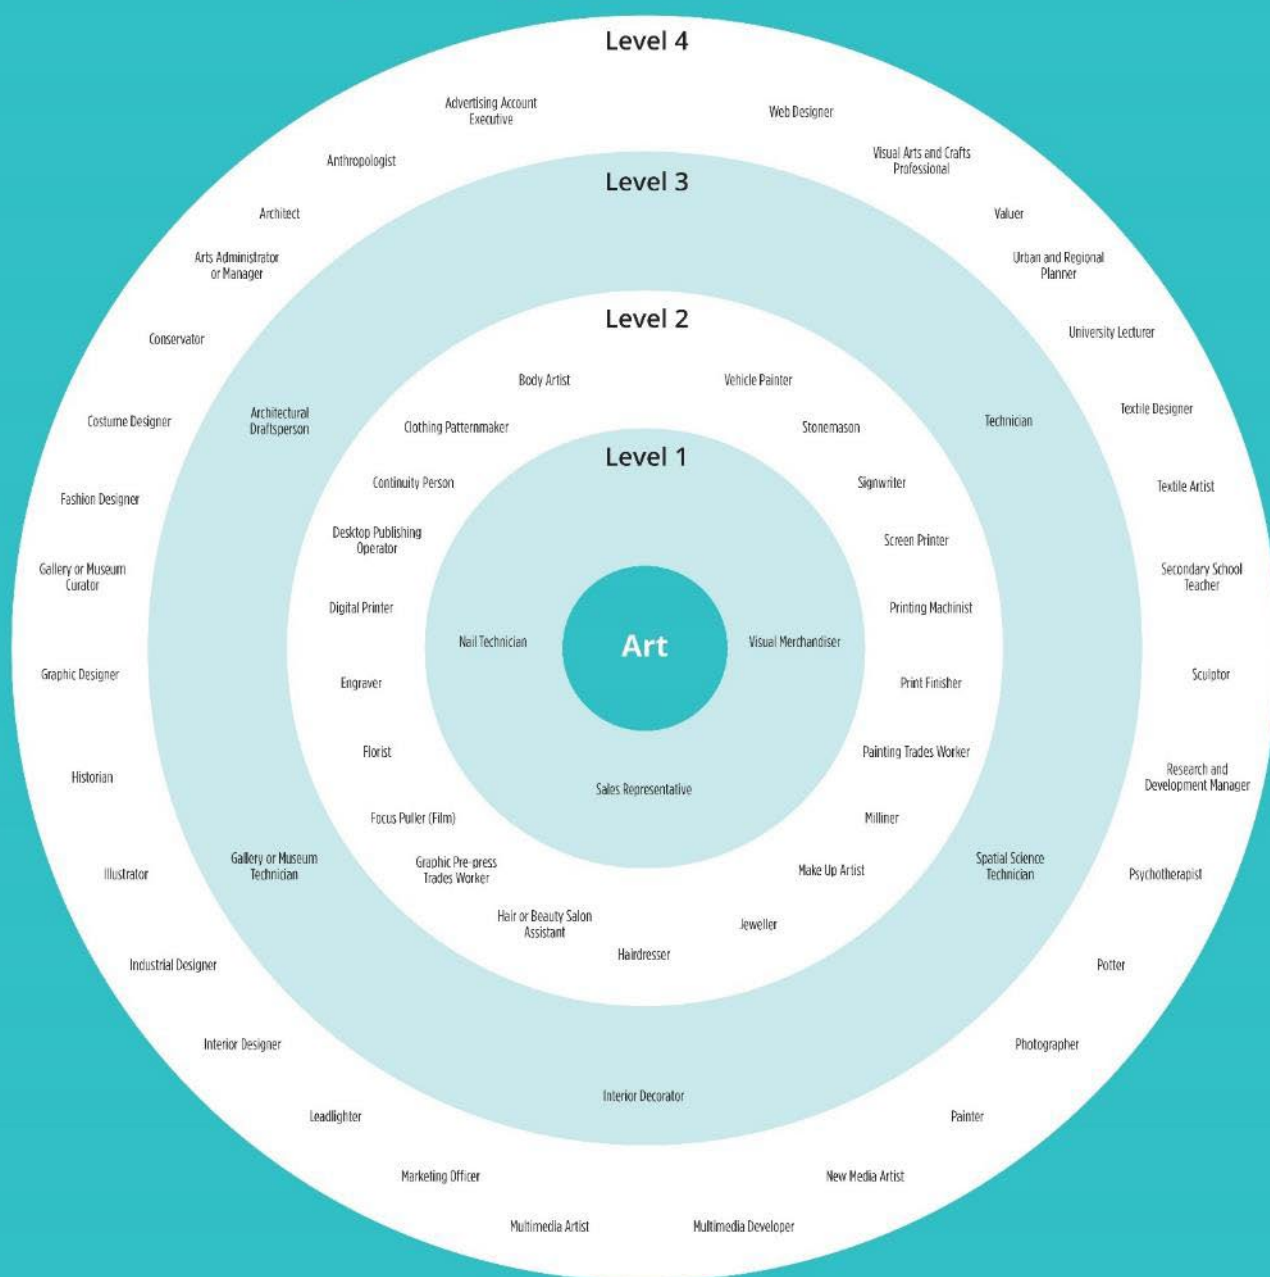 Level 4
Advertising Account
Executive
Web Designer
Anthropologist
Visual Arts and Crafts
Professional
Architect
Valuer
Arts Administrator
or Manager
Urban and Regional
Planner
Conservator
University Lecturer
Costume Designer
Textile Designer
Fashion Designer
Textile Artist
Gallery or Museum
Curator
Secondary School
Teacher
Graphic Designer
Sculptor
Historian
Research and
Development Manager
Illustrator
Psychotherapist
Industrial Designer
Potter
Interior Designer
Photographer
Leadlighter
Painter
Marketing Officer
New Media Artist
Multimedia Artist
Multimedia Developer
Level 3
Architectural
Draftsperson
Technician
Gallery or Museum
Technician
Spatial Science
Technician
Interior Decorator
Level 2
Body Artist
Vehicle Painter
Clothing Patternmaker
Stonemason
Continuity Person
Signwriter
Desktop Publishing
Operator
Screen Printer
Digital Printer
Printing Machinist
Engraver
Print Finisher
Florist
Painting Trades Worker
Focus Puller (Film)
Milliner
Graphic Pre-press
Trades Worker
Make Up Artist
Hair or Beauty Salon
Assistant
Jeweller
Hairdresser
Level 1
Nail Technician
Art
Visual Merchandiser
Sales Representative